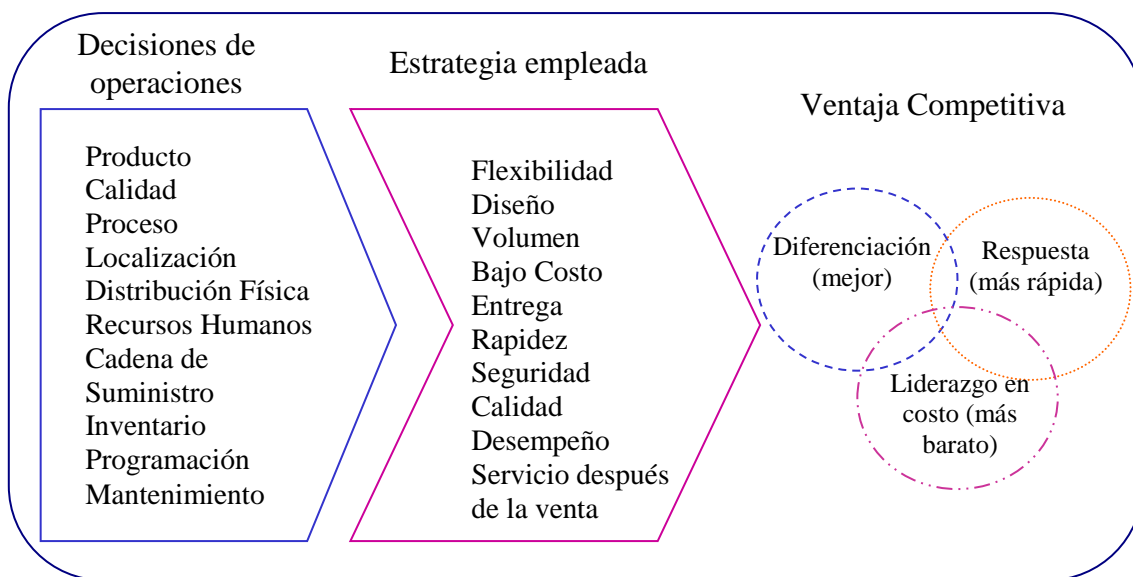 Decisiones de
operaciones
Producto
Calidad
Proceso
Localización
Distribución Física
Recursos Humanos
Cadena de
Suministro
Inventario
Programación
Mantenimiento
Estrategia empleada
Flexibilidad
Diseño
Volumen
Bajo Costo
Entrega
Rapidez
Seguridad
Calidad
Desempeño
Servicio después
de la venta
Ventaja Competitiva
Diferenciación
(mejor)
Respuesta
(más rápida)
Liderazgo en
costo (más
barato)